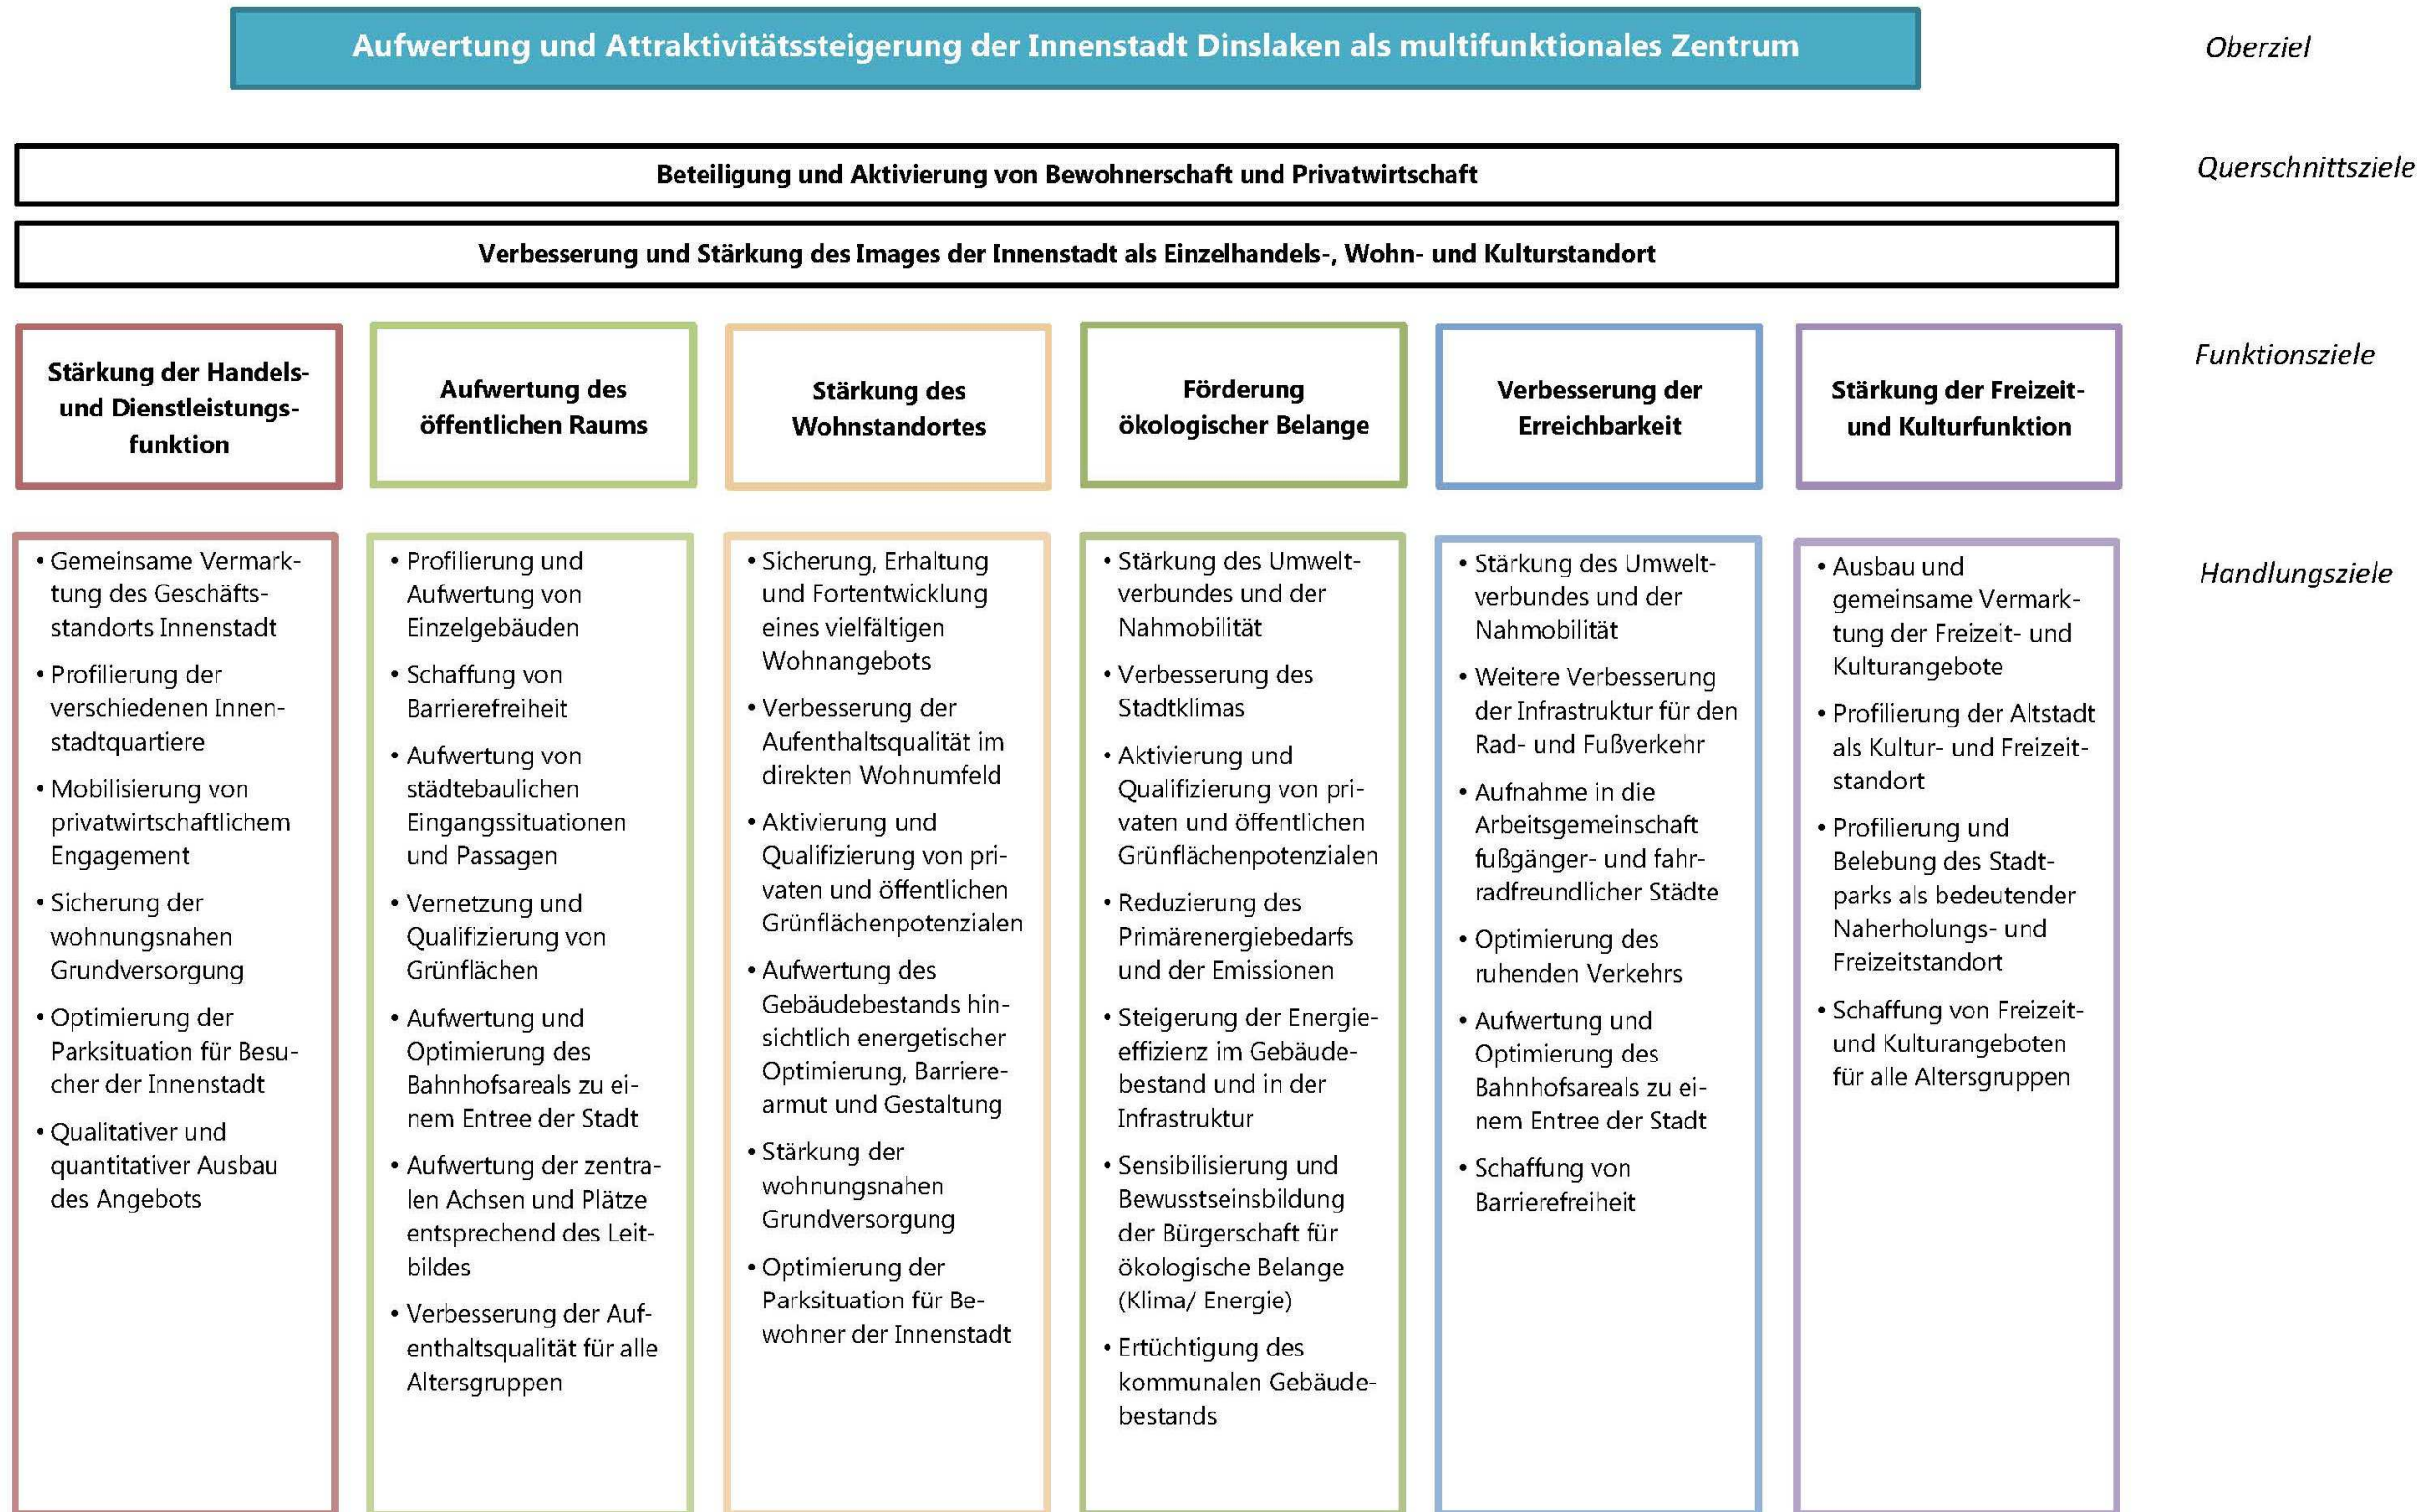 Aufwertung und Attraktivitätssteigerung der Innenstadt Dinslaken als multifunktionales Zentrum
Oberziel
Beteiligung und Aktivierung von Bewohnerschaft und Privatwirtschaft
Querschnittsziele
Verbesserung und Stärkung des Images der Innenstadt als Einzelhandels-, Wohn- und Kulturstandort
Stärkung der Handels-
und Dienstleistungs-
funktion
Aufwertung des
öffentlichen Raums
Stärkung des
Wohnstandortes
Förderung
ökologischer Belange
Verbesserung der
Erreichbarkeit
Stärkung der Freizeit-
und Kulturfunktion
Funktionsziele
• Gemeinsame Vermark-
tung des Geschäfts-
standorts Innenstadt
• Profilierung der
verschiedenen Innen-
stadtquartiere
• Mobilisierung von
privatwirtschaftlichem
Engagement
• Sicherung der
wohnungsnahen
Grundversorgung
• Optimierung der
Parksituation für Besu-
cher der Innenstadt
• Qualitativer und
quantitativer Ausbau
des Angebots
• Profilierung und
Aufwertung von
Einzelgebäuden
• Schaffung von
Barrierefreiheit
• Aufwertung von
städtebaulichen
Eingangssituationen
und Passagen
• Vernetzung und
Qualifizierung von
Grünflächen
• Aufwertung und
Optimierung des
Bahnhofsareals zu ei-
nem Entree der Stadt
• Aufwertung der zentra-
len Achsen und Plätze
entsprechend des Leit-
bildes
• Verbesserung der Auf-
enthaltsqualität für alle
Altersgruppen
• Sicherung, Erhaltung
und Fortentwicklung
eines vielfältigen
Wohnangebots
• Verbesserung der
Aufenthaltsqualität im
direkten Wohnumfeld
• Aktivierung und
Qualifizierung von pri-
vaten und öffentlichen
Grünflächenpotenzialen
• Aufwertung des
Gebäudebestands hin-
sichtlich energetischer
Optimierung, Barriere-
armut und Gestaltung
• Stärkung der
wohnungsnahen
Grundversorgung
• Optimierung der
Parksituation für Be-
wohner der Innenstadt
• Stärkung des Umwelt-
verbundes und der
Nahmobilität
• Verbesserung des
Stadtklimas
• Aktivierung und
Qualifizierung von pri-
vaten und öffentlichen
Grünflächenpotenzialen
• Reduzierung des
Primärenergiebedarfs
und der Emissionen
• Steigerung der Energie-
effizienz im Gebäude-
bestand und in der
Infrastruktur
• Sensibilisierung und
Bewusstseinsbildung
der Bürgerschaft für
ökologische Belange
(Klima/ Energie)
• Ertüchtigung des
kommunalen Gebäude-
bestands
• Stärkung des Umwelt-
verbundes und der
Nahmobilität
• Weitere Verbesserung
der Infrastruktur für den
Rad- und Fußverkehr
• Aufnahme in die
Arbeitsgemeinschaft
fußgänger- und fahr-
radfreundlicher Städte
• Optimierung des
ruhenden Verkehrs
• Aufwertung und
Optimierung des
Bahnhofsareals zu ei-
nem Entree der Stadt
• Schaffung von
Barrierefreiheit
• Ausbau und
gemeinsame Vermark-
tung der Freizeit- und
Kulturangebote
• Profilierung der Altstadt
als Kultur- und Freizeit-
standort
• Profilierung und
Belebung des Stadt-
parks als bedeutender
Naherholungs- und
Freizeitstandort
• Schaffung von Freizeit-
und Kulturangeboten
für alle Altersgruppen
Handlungsziele